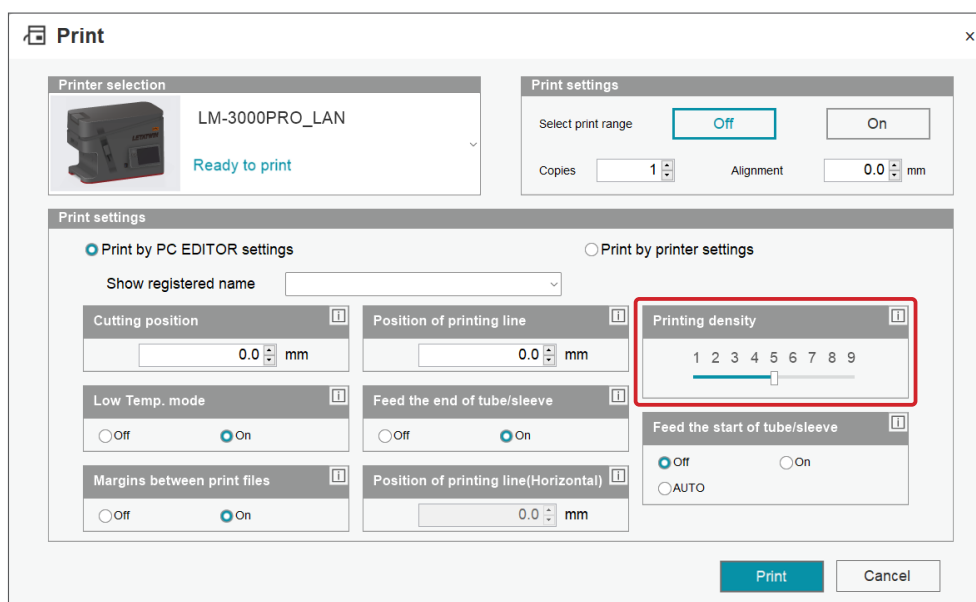 Print
×
Printer selection
LM-3000PRO_LAN
Ready to print
Print settings
Select print range Off On
Copies 1 Alignment 0.0 mm
Print settings
Print by PC EDITOR settings Print by printer settings
Show registered name
Cutting position
0.0 mm
Position of printing line
0.0 mm
Printing density
1 2 3 4 5 6 7 8 9
Low Temp. mode
Off On
Feed the end of tube/sleeve
Off On
Feed the start of tube/sleeve
Off On
AUTO
Margins between print files
Off On
Position of printing line(Horizontal)
0.0 mm
Print Cancel